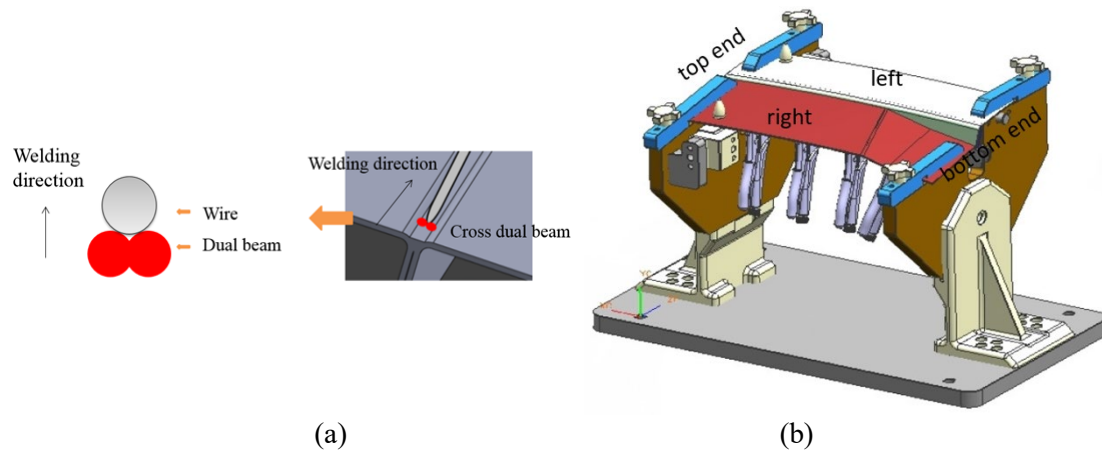 Welding
direction
Wire
Dual beam
Welding direction
Cross dual beam
(a)
top end
left
right
bottom end
(b)